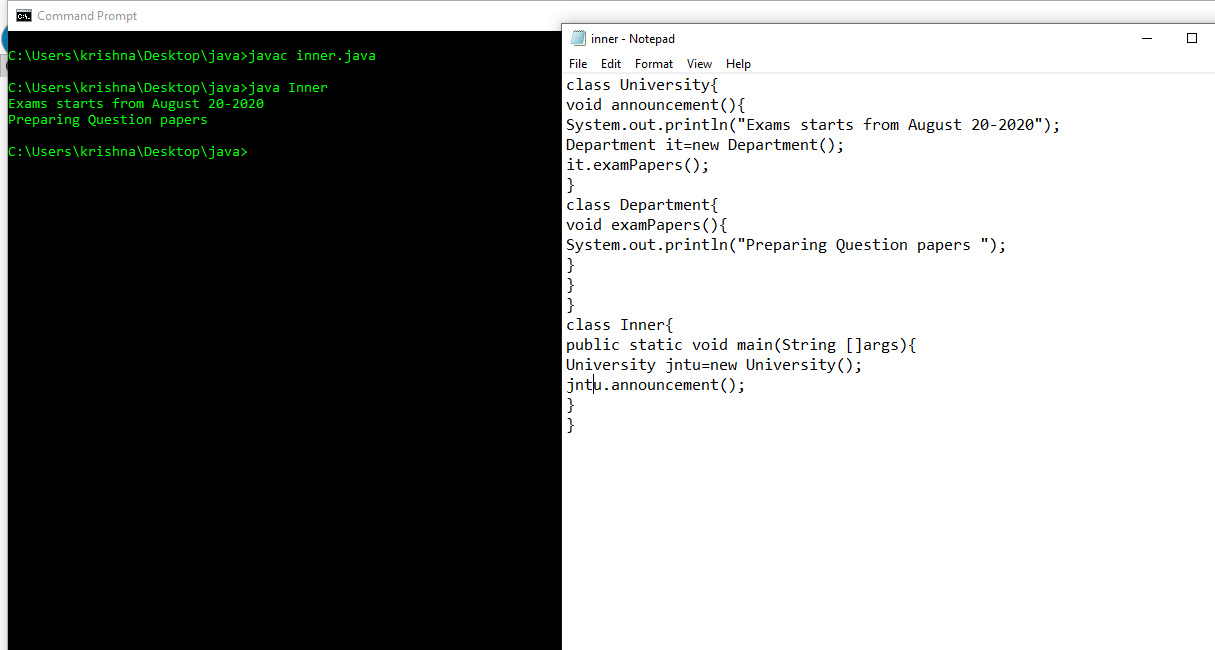 Command Prompt
C:\Users\krishna\Desktop\java>javac inner.java
C:\Users\krishna\Desktop\java>java Inner
Exams starts from August 20-2020
Preparing Question papers
C:\Users\krishna\Desktop\java>
inner - Notepad
File Edit Format View Help
class University{
void announcement(){
System.out.println("Exams starts from August 20-2020");
Department it=new Department();
it.examPapers();
}
class Department{
void examPapers(){
System.out.println("Preparing Question papers ");
}
}
}
class Inner{
public static void main(String []args){
University jntu=new University();
jntu.announcement();
}
}